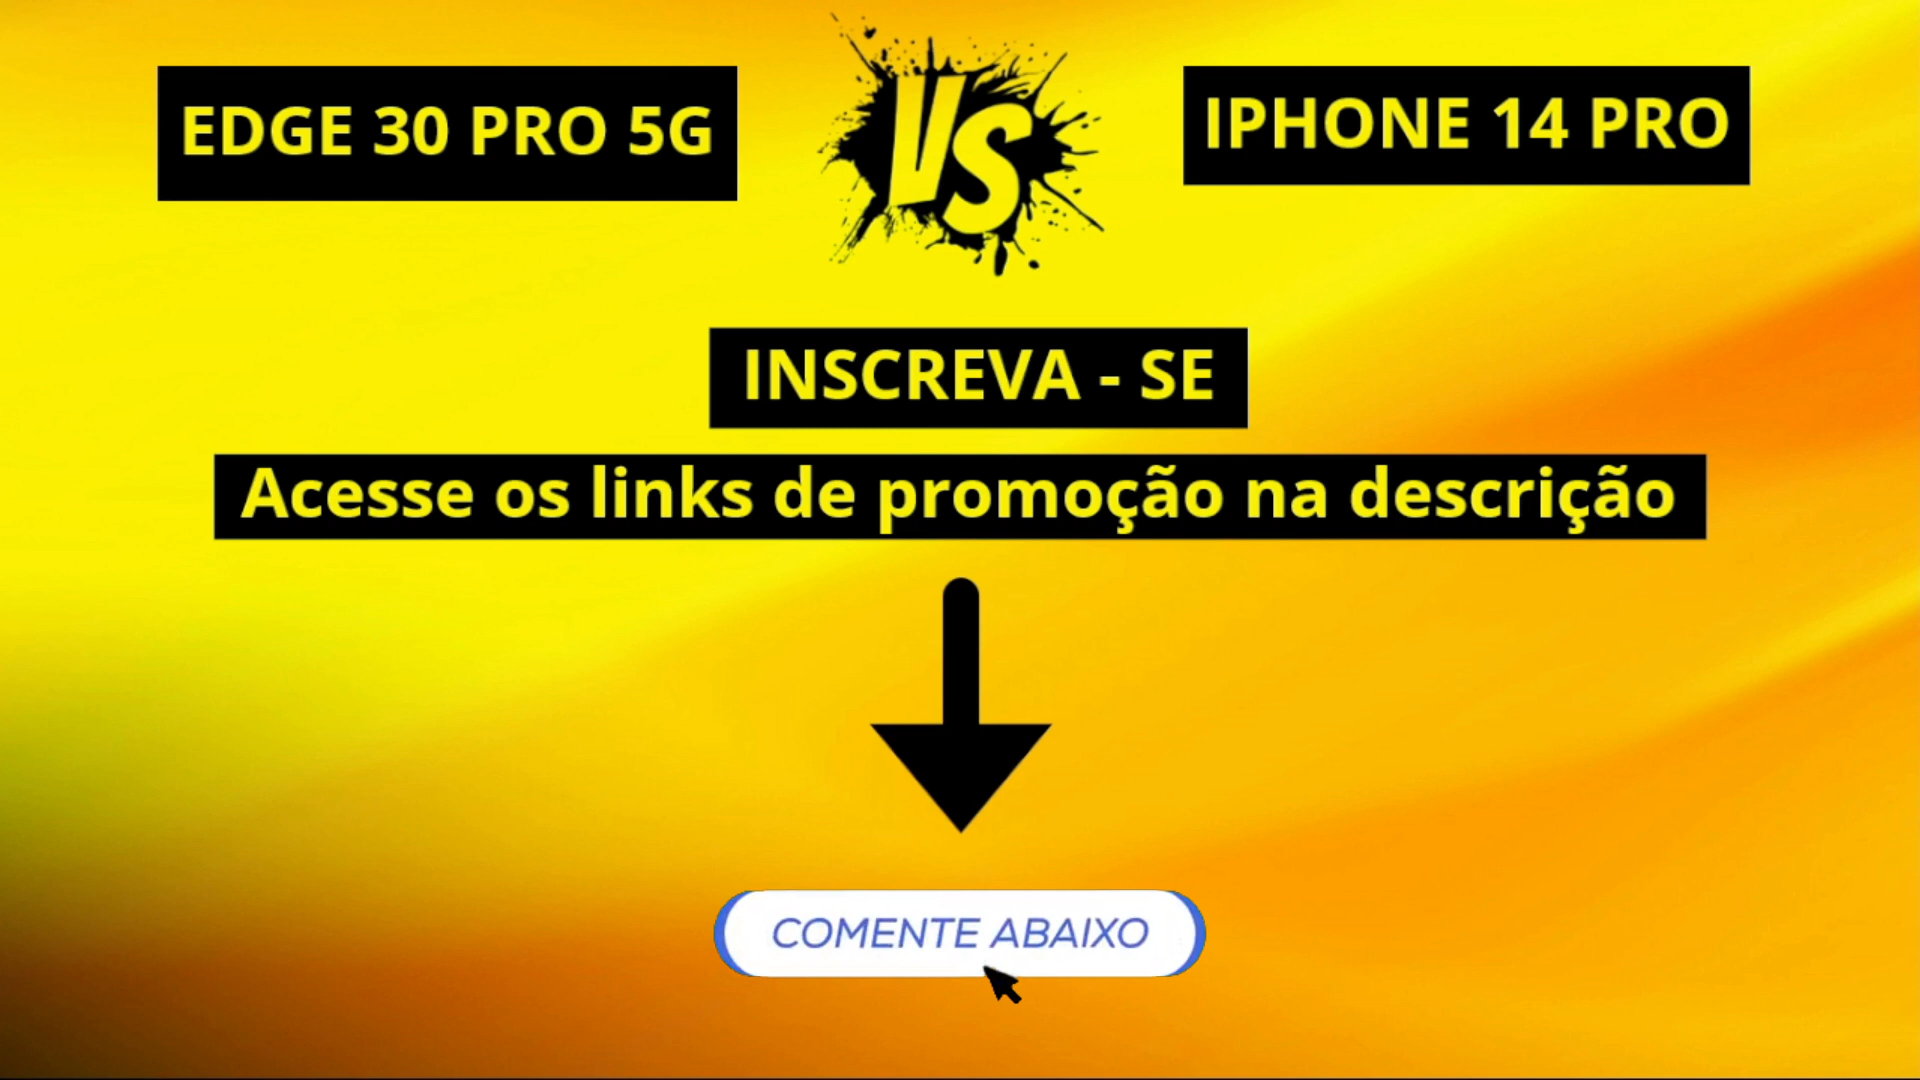 EDGE 30 PRO 5G
VS
IPHONE 14 PRO
INSCREVA - SE
Acesse os links de promoção na descrição
COMENTE ABAIXO